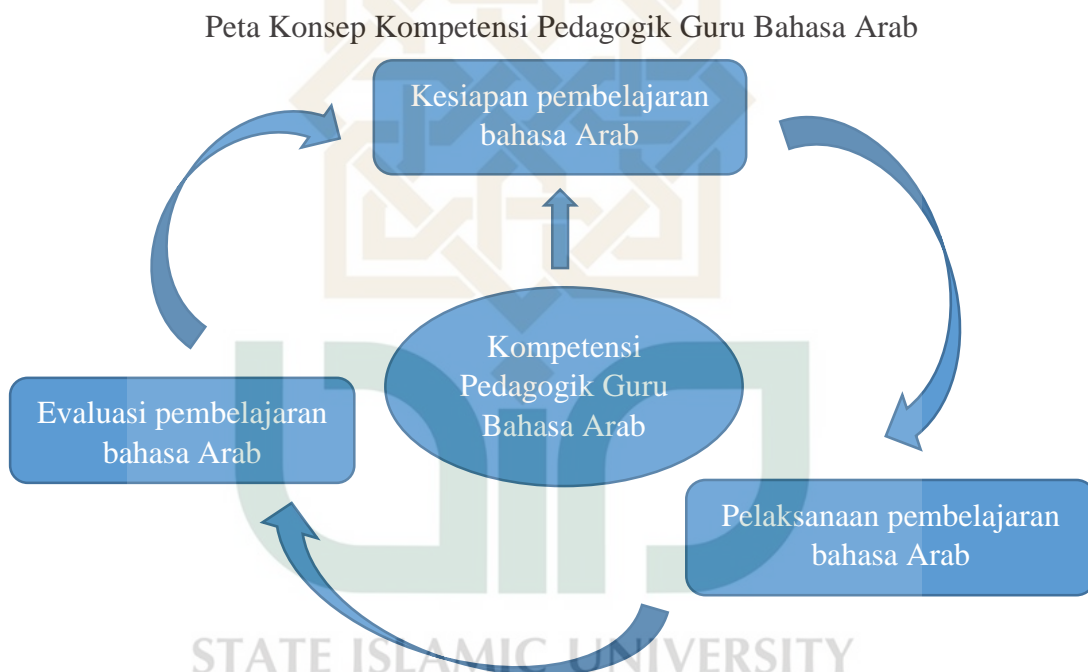 Peta Konsep Kompetensi Pedagogik Guru Bahasa Arab
Kesiapan pembelajaran
bahasa Arab
Kompetensi
Pedagogik Guru
Bahasa Arab
Evaluasi pembelajaran
bahasa Arab
Pelaksanaan pembelajaran
bahasa Arab
STATE ISLAMIC UNIVERSITY